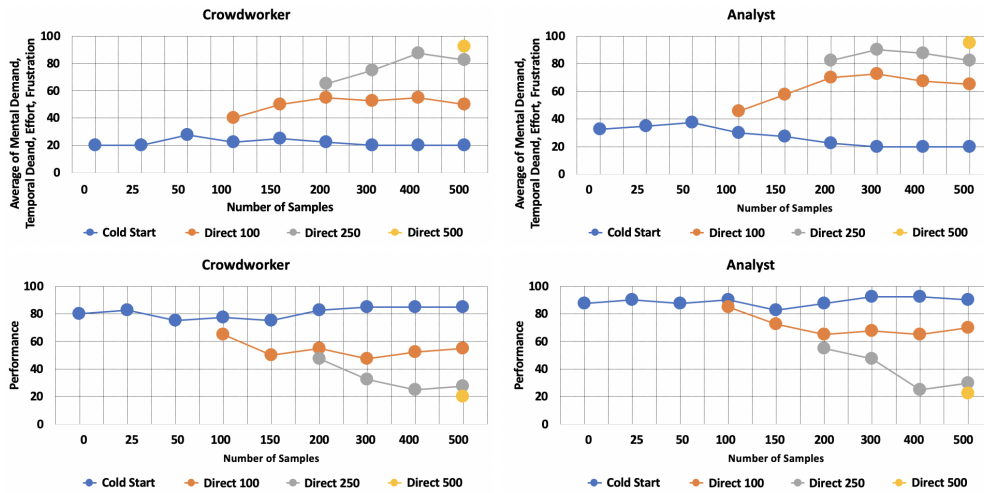 Crowdworker
Average of Mental Demand,
Temporal Deand, Effort, Frustration
100
80
60
40
20
0
0 25 50 100 150 200 300 400 500
Number of Samples
Cold Start Direct 100 Direct 250 Direct 500
Analyst
Average of Mental Demand,
Temporal Deand, Effort, Frustration
100
80
60
40
20
0
0 25 50 100 150 200 300 400 500
Number of Samples
Cold Start Direct 100 Direct 250 Direct 500
Crowdworker
Performance
100
80
60
40
20
0
0 25 50 100 150 200 300 400 500
Number of Samples
Cold Start Direct 100 Direct 250 Direct 500
Analyst
Performance
100
80
60
40
20
0
0 25 50 100 150 200 300 400 500
Number of Samples
Cold Start Direct 100 Direct 250 Direct 500